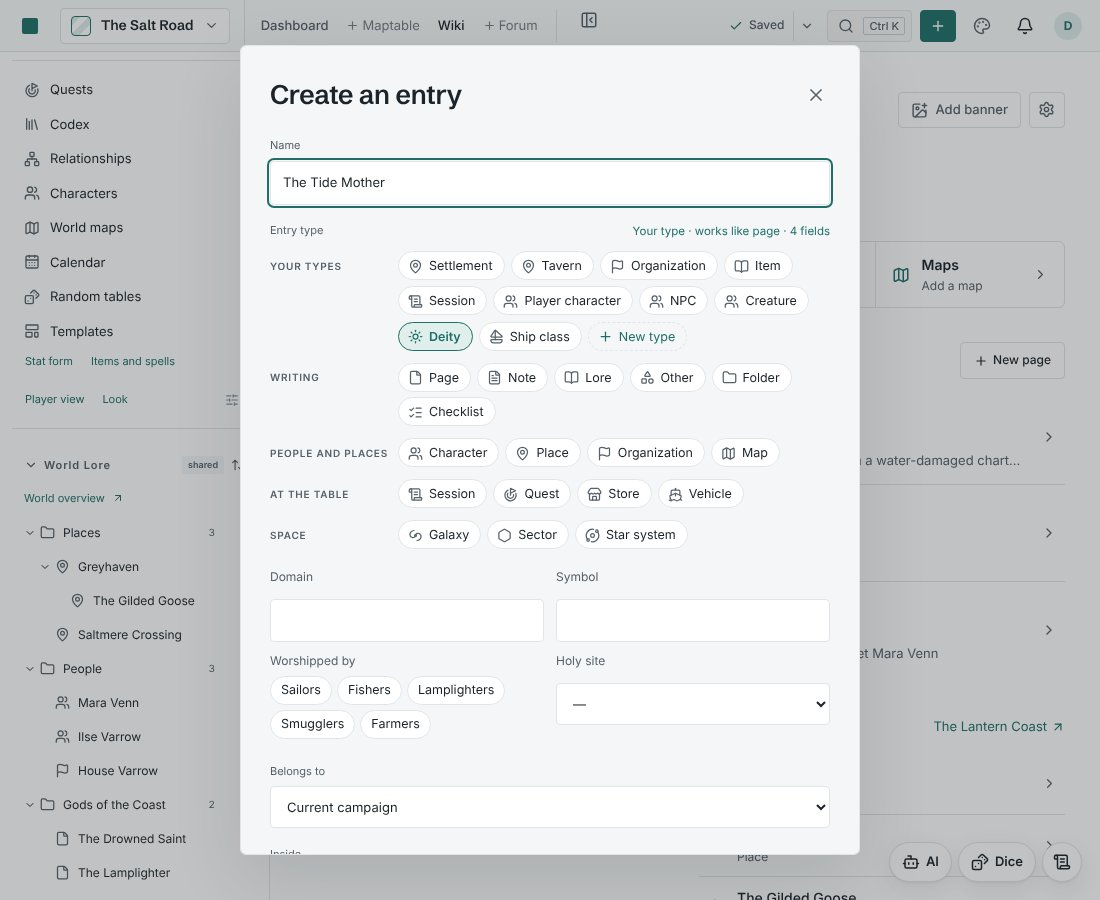 The Salt Road
Dashboard
+ Maptable
Wiki
+ Forum
Saved
Ctrl K
D
Quests
Codex
Relationships
Characters
World maps
Calendar
Random tables
Templates
Stat form
Items and spells
Player view
Look
World Lore
shared
World overview
Places
3
Greyhaven
The Gilded Goose
Saltmere Crossing
People
3
Mara Venn
Ilse Varrow
House Varrow
Gods of the Coast
2
The Drowned Saint
The Lamplighter
Create an entry
Name
The Tide Mother
Entry type
Your type · works like page · 4 fields
YOUR TYPES
Settlement
Tavern
Organization
Item
Session
Player character
NPC
Creature
Deity
Ship class
+ New type
WRITING
Page
Note
Lore
Other
Folder
Checklist
PEOPLE AND PLACES
Character
Place
Organization
Map
AT THE TABLE
Session
Quest
Store
Vehicle
SPACE
Galaxy
Sector
Star system
Domain
Symbol
Worshipped by
Sailors
Fishers
Lamplighters
Smugglers
Farmers
Holy site
—
Belongs to
Current campaign
Inside
Add banner
Maps
Add a map
+ New page
a water-damaged chart...
et Mara Venn
The Lantern Coast
Place
The Gilded Goose
AI
Dice